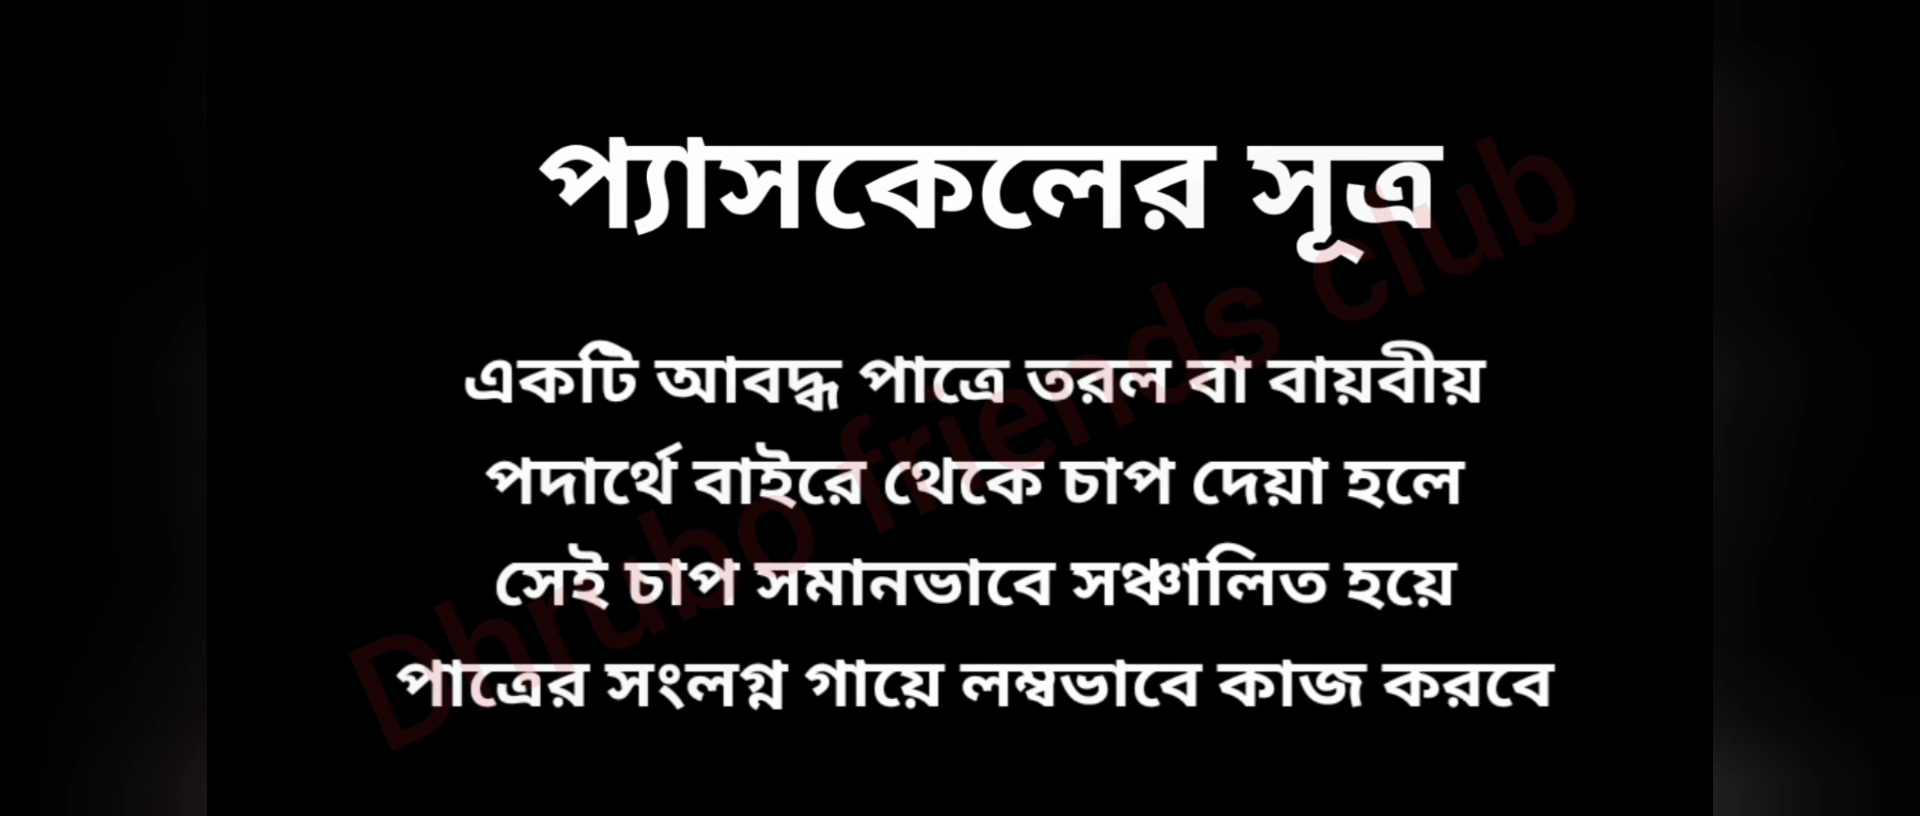 প্যাসকেলের সূত্র
একটি আবদ্ধ পাত্রে তরল বা বায়বীয়
পদার্থে বাইরে থেকে চাপ দেয়া হলে
সেই চাপ সমানভাবে সঞ্চালিত হয়ে
পাত্রের সংলগ্ন গায়ে লম্বভাবে কাজ করবে
Dhrubo friends club